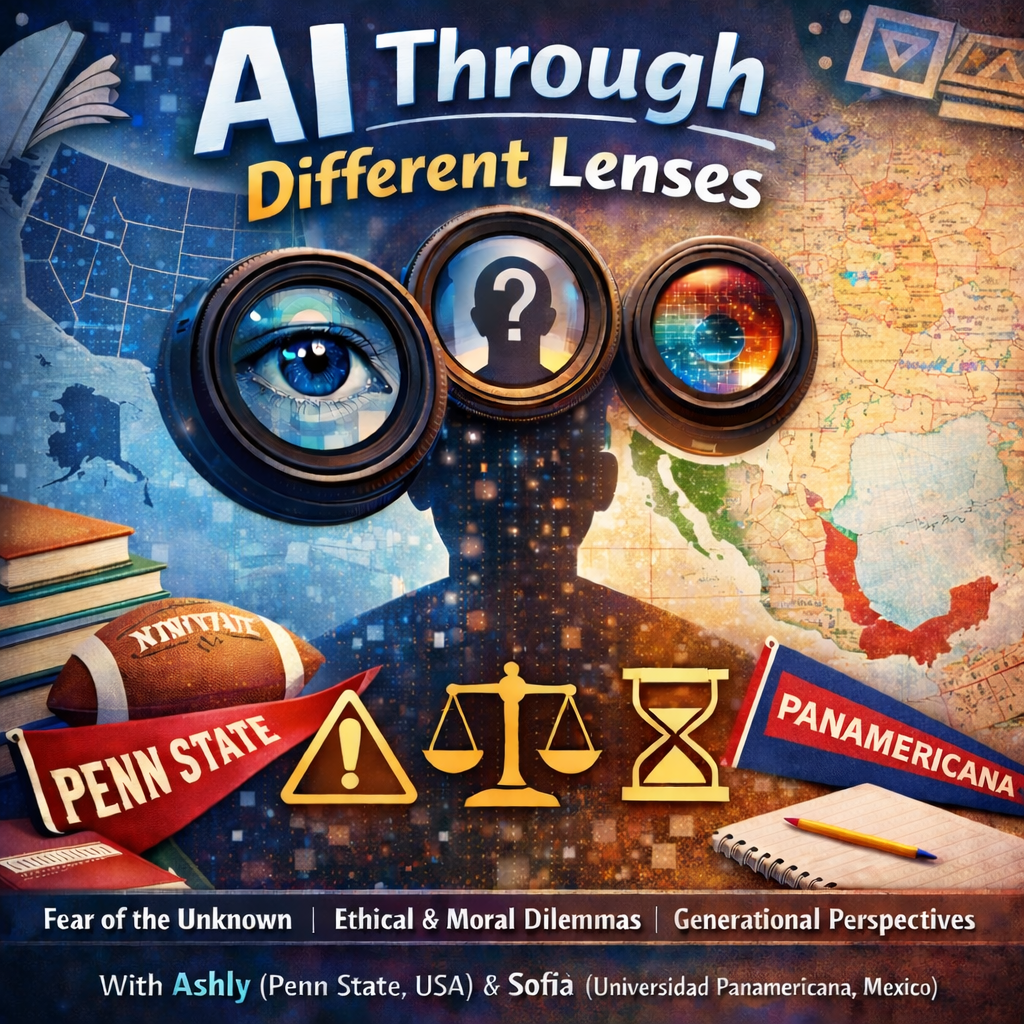 AI Through
Different Lenses
?
PENN STATE
!
PANAMERICANA
Fear of the Unknown | Ethical & Moral Dilemmas | Generational Perspectives
With Ashly (Penn State, USA) & Sofià (Universidad Panamericana, Mexico)